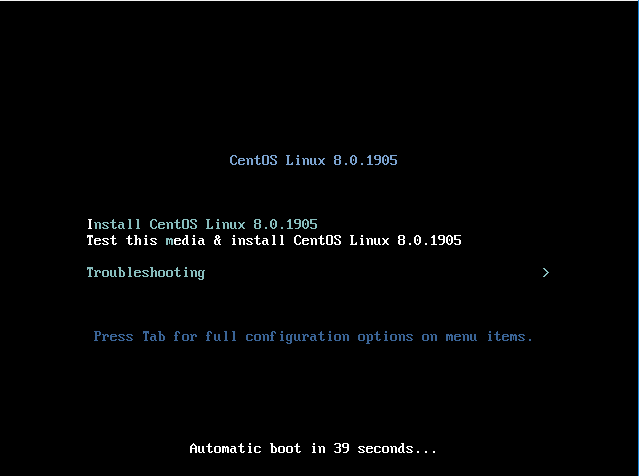 CentOS Linux 8.0.1905
Install CentOS Linux 8.0.1905
Test this media & install CentOS Linux 8.0.1905
Troubleshooting >
Press Tab for full configuration options on menu items.
Automatic boot in 39 seconds...